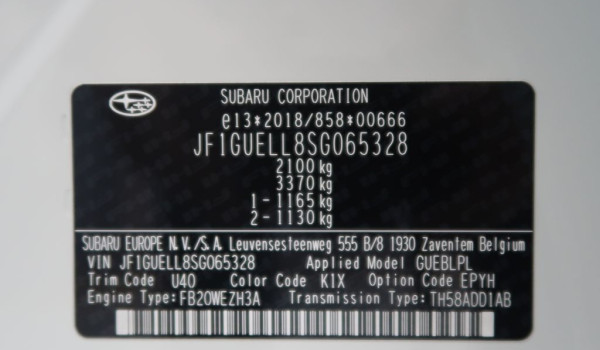 SUBARU CORPORATION
e13*2018/858*00666
JF1GUELL8SG065328
2100 kg
3370 kg
1 - 1165 kg
2 - 1130 kg
SUBARU EUROPE N.V./S.A. Leuvensesteenweg 555 B/8 1930 Zaventem Belgium
VIN JF1GUELL8SG065328 Applied Model GUEBLPL
Trim Code U40 Color Code K1X Option Code EPYH
Engine Type:FB20WEZH3A Transmission Type:TH58ADD1AB